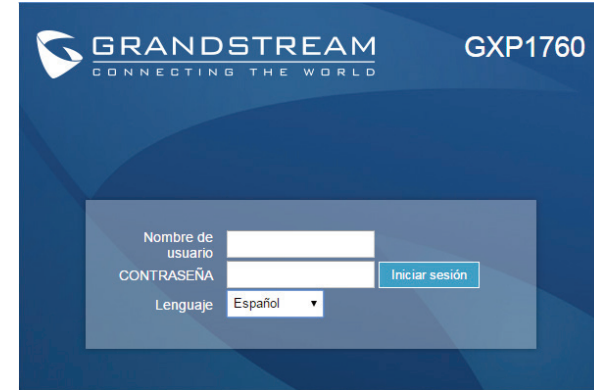 GRANDSTREAM
CONNECTING THE WORLD
GXP1760
Nombre de
usuario
CONTRASEÑA
Iniciar sesión
Lenguaje
Español